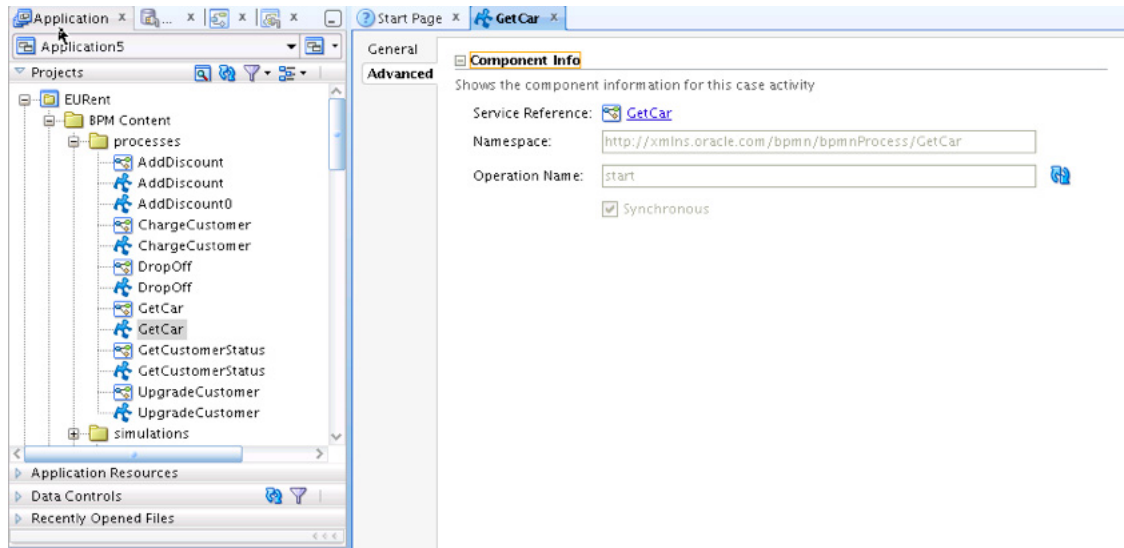 Application
...
Start Page
GetCar
Application5
Projects
EURent
BPM Content
processes
AddDiscount
AddDiscount
AddDiscount0
ChargeCustomer
ChargeCustomer
DropOff
DropOff
GetCar
GetCar
GetCustomerStatus
GetCustomerStatus
UpgradeCustomer
UpgradeCustomer
simulations
Application Resources
Data Controls
Recently Opened Files
General
Advanced
Component Info
Shows the component information for this case activity
Service Reference: GetCar
Namespace: http://xmlns.oracle.com/bpmn/bpmnProcess/GetCar
Operation Name: start
Synchronous